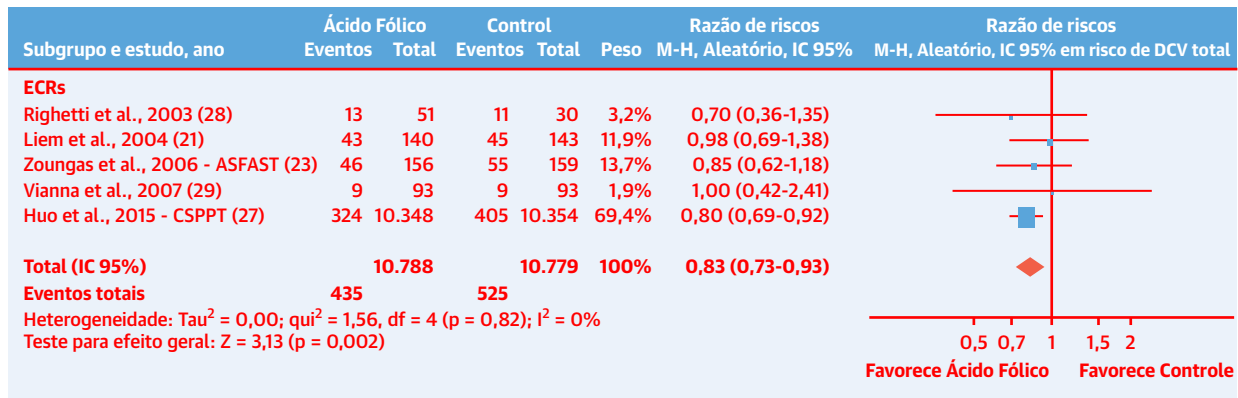 Ácido Fólico Control Razão de riscos Razão de riscos
Subgrupo e estudo, ano Eventos Total Eventos Total Peso M-H, Aleatório, IC 95% M-H, Aleatório, IC 95% em risco de DCV total
ECRs
Righetti et al., 2003 (28) 13 51 11 30 3,2% 0,70 (0,36-1,35)
Liem et al., 2004 (21) 43 140 45 143 11,9% 0,98 (0,69-1,38)
Zoungas et al., 2006 - ASFAST (23) 46 156 55 159 13,7% 0,85 (0,62-1,18)
Vianna et al., 2007 (29) 9 93 9 93 1,9% 1,00 (0,42-2,41)
Huo et al., 2015 - CSPPT (27) 324 10.348 405 10.354 69,4% 0,80 (0,69-0,92)
Total (IC 95%) 10.788 10.779 100% 0,83 (0,73-0,93)
Eventos totais 435 525
Heterogeneidade: Tau² = 0,00; qui² = 1,56, df = 4 (p = 0,82); I² = 0%
Teste para efeito geral: Z = 3,13 (p = 0,002)
0,5 0,7 1 1,5 2
Favorece Ácido Fólico Favorece Controle